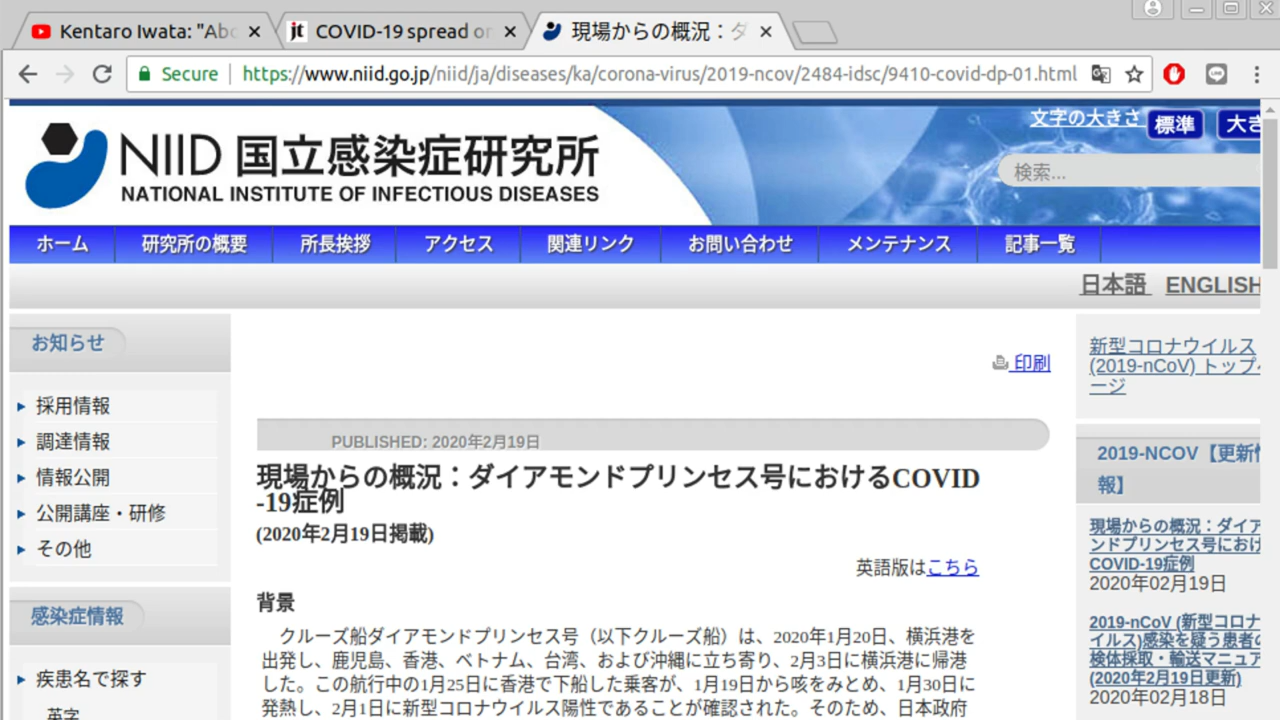 Kentaro Iwata: "Abo
jt COVID-19 spread or
現場からの概況：ダ
Secure
https://www.niid.go.jp/niid/ja/diseases/ka/corona-virus/2019-ncov/2484-idsc/9410-covid-dp-01.html
文字の大きさ 標準 大き
NIID 国立感染症研究所
NATIONAL INSTITUTE OF INFECTIOUS DISEASES
検索...
ホーム 研究所の概要 所長挨拶 アクセス 関連リンク お問い合わせ メンテナンス 記事一覧
日本語 ENGLISH
お知らせ
採用情報
調達情報
情報公開
公開講座・研修
その他
感染症情報
疾患名で探す
英字
印刷
PUBLISHED: 2020年2月19日
現場からの概況：ダイアモンドプリンセス号におけるCOVID
-19症例
(2020年2月19日掲載)
英語版はこちら
背景
クルーズ船ダイアモンドプリンセス号（以下クルーズ船）は、2020年1月20日、横浜港を
出発し、鹿児島、香港、ベトナム、台湾、および沖縄に立ち寄り、2月3日に横浜港に帰港
した。この航行中の1月25日に香港で下船した乗客が、1月19日から咳をみとめ、1月30日に
発熱し、2月1日に新型コロナウイルス陽性であることが確認された。そのため、日本政府
新型コロナウイルス
(2019-nCoV) トップペ
ージ
2019-NCOV【更新情
報】
現場からの概況：ダイア
ンドプリンセス号におけ
COVID-19症例
2020年02月19日
2019-nCoV (新型コロナ
イルス)感染を疑う患者の
検体採取・輸送マニュア
(2020年2月19日更新)
2020年02月18日